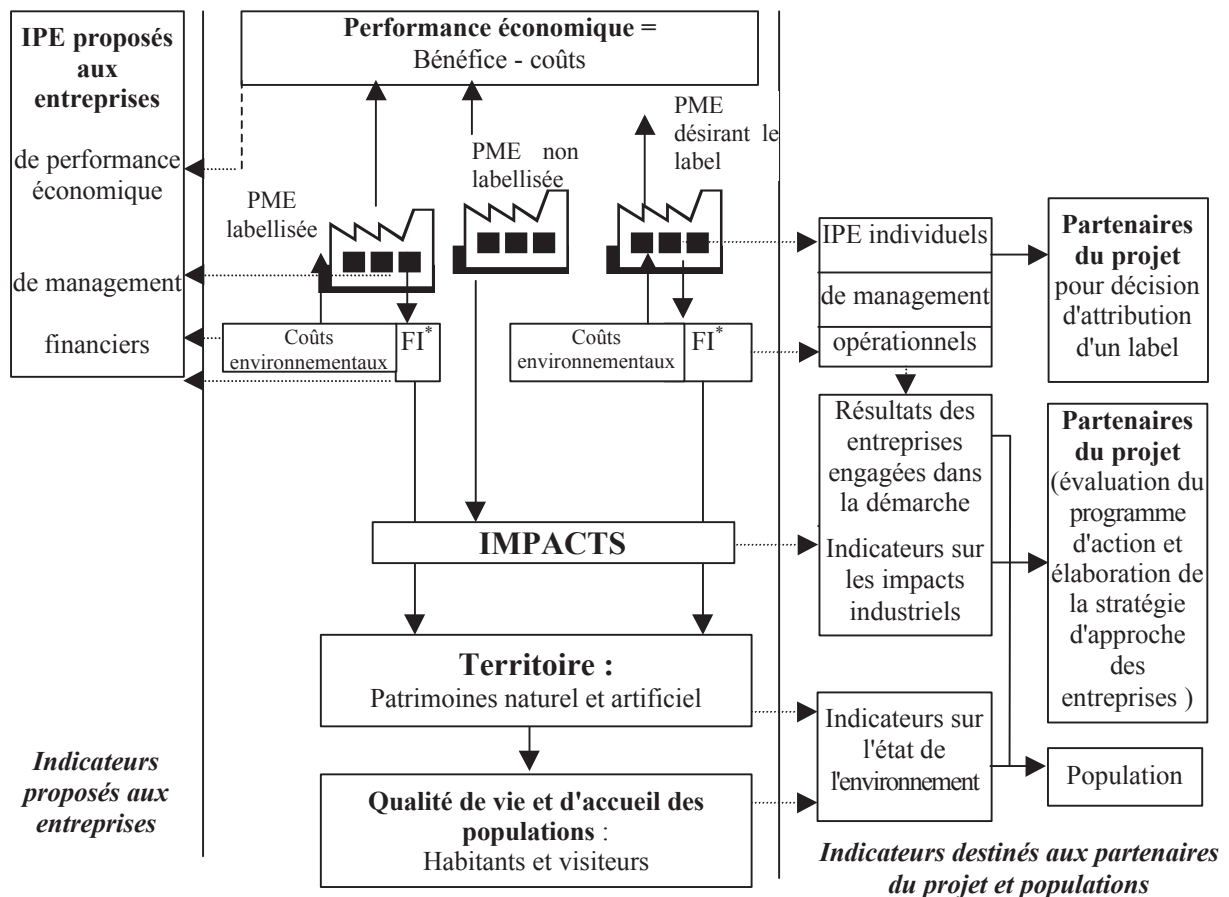 IPE proposés
aux
entreprises
de performance
économique
de management
financiers
Indicateurs
proposés aux
entreprises
Performance économique =
Bénéfice - coûts
PME
labellisée
PME non
labellisée
PME
désirant le
label
Coûts
environnementaux
FI*
Coûts
environnementaux
FI*
IMPACTS
Territoire :
Patrimoines naturel et artificiel
Qualité de vie et d'accueil des
populations :
Habitants et visiteurs
IPE individuels
de management
opérationnels
Résultats des
entreprises
engagées dans
la démarche
Indicateurs sur
les impacts
industriels
Indicateurs sur
l'état de
l'environnement
Partenaires
du projet
pour décision
d'attribution
d'un label
Partenaires
du projet
(évaluation du
programme
d'action et
élaboration de
la stratégie
d'approche
des
entreprises )
Population
Indicateurs destinés aux partenaires
du projet et populations